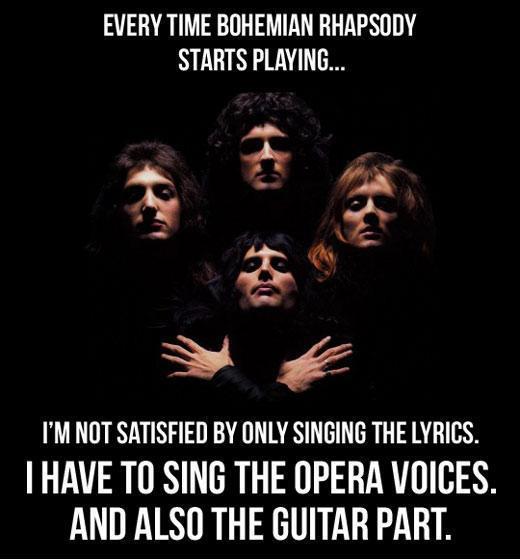 EVERY TIME BOHEMIAN RHAPSODY
STARTS PLAYING...
I'M NOT SATISFIED BY ONLY SINGING THE LYRICS.
I HAVE TO SING THE OPERA VOICES.
AND ALSO THE GUITAR PART.